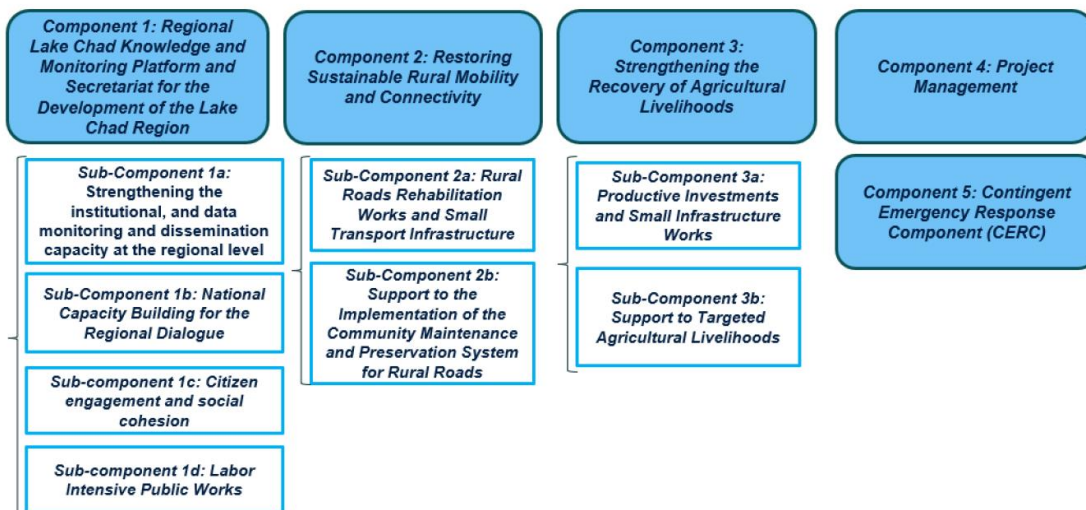 Component 1: Regional
Lake Chad Knowledge and
Monitoring Platform and
Secretariat for the
Development of the Lake
Chad Region
Component 2: Restoring
Sustainable Rural Mobility
and Connectivity
Component 3:
Strengthening the
Recovery of Agricultural
Livelihoods
Component 4: Project
Management
Sub-Component 1a:
Strengthening the
institutional, and data
monitoring and dissemination
capacity at the regional level
Sub-Component 1b: National
Capacity Building for the
Regional Dialogue
Sub-component 1c: Citizen
engagement and social
cohesion
Sub-component 1d: Labor
Intensive Public Works
Sub-Component 2a: Rural
Roads Rehabilitation
Works and Small
Transport Infrastructure
Sub-Component 2b:
Support to the
Implementation of the
Community Maintenance
and Preservation System
for Rural Roads
Sub-Component 3a:
Productive Investments
and Small Infrastructure
Works
Sub-Component 3b:
Support to Targeted
Agricultural Livelihoods
Component 5: Contingent
Emergency Response
Component (CERC)